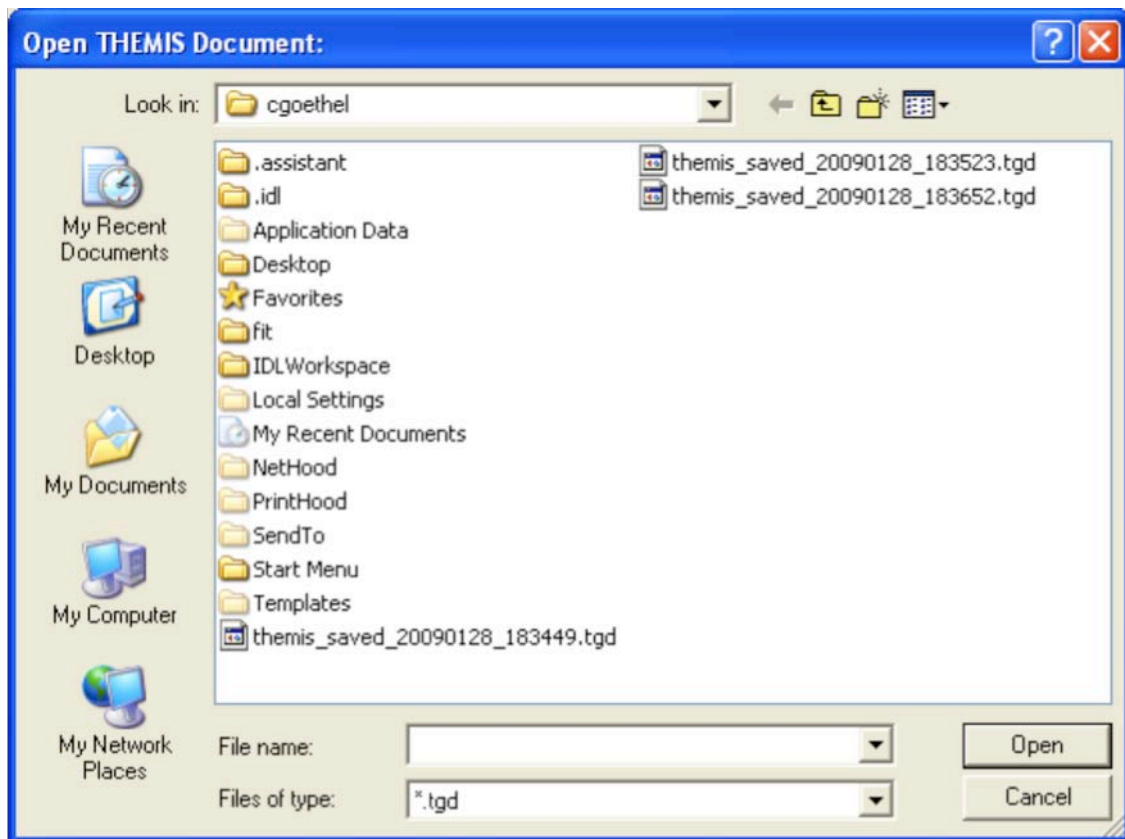 Open THEMIS Document:
Look in:
cgoethel
My Recent
Documents
Desktop
My Documents
My Computer
My Network
Places
.assistant
.idl
Application Data
Desktop
Favorites
fit
IDLWorkspace
Local Settings
My Recent Documents
NetHood
PrintHood
SendTo
Start Menu
Templates
themis_saved_20090128_183449.tgd
themis_saved_20090128_183523.tgd
themis_saved_20090128_183652.tgd
File name:
Open
Files of type:
*.tgd
Cancel